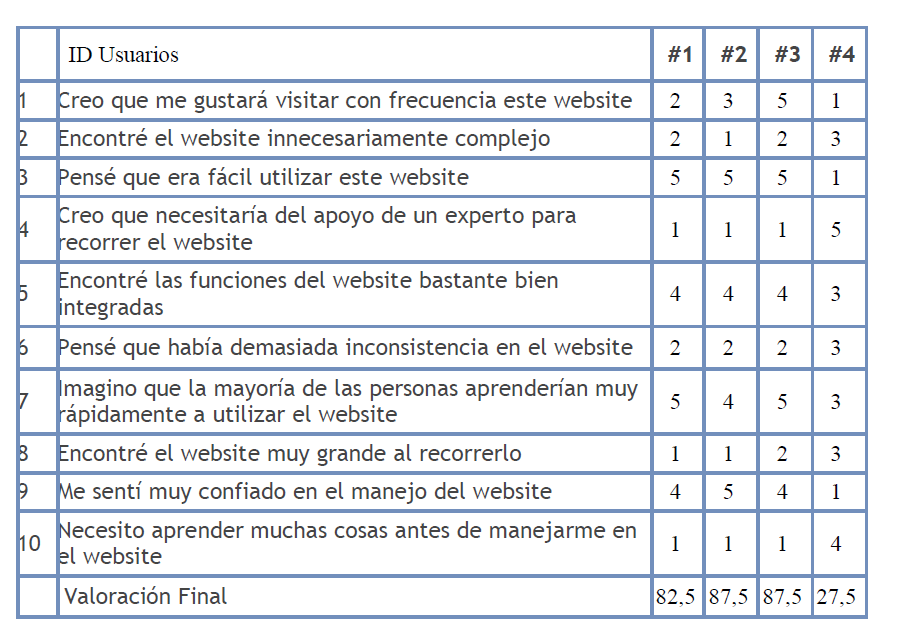 ID Usuarios #1 #2 #3 #4
1 Creo que me gustará visitar con frecuencia este website 2 3 5 1
2 Encontré el website innecesariamente complejo 2 1 2 3
3 Pensé que era fácil utilizar este website 5 5 5 1
4 Creo que necesitaría del apoyo de un experto para
recorrer el website 1 1 1 5
5 Encontré las funciones del website bastante bien
integradas 4 4 4 3
6 Pensé que había demasiada inconsistencia en el website 2 2 2 3
7 Imagino que la mayoría de las personas aprenderían muy
rápidamente a utilizar el website 5 4 5 3
8 Encontré el website muy grande al recorrerlo 1 1 2 3
9 Me sentí muy confiado en el manejo del website 4 5 4 1
10 Necesito aprender muchas cosas antes de manejarme en
el website 1 1 1 4
Valoración Final 82,5 87,5 87,5 27,5